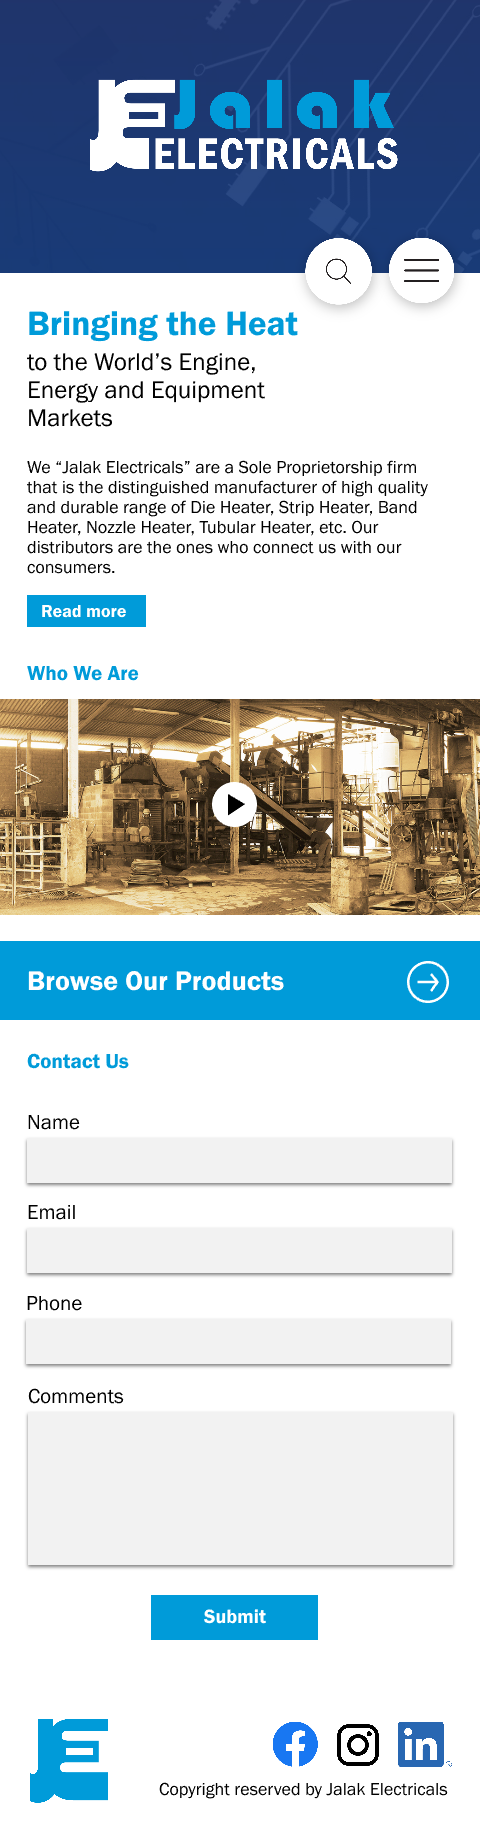 Jalak
ELECTRICALS
Bringing the Heat
to the World’s Engine,
Energy and Equipment
Markets
We “Jalak Electricals” are a Sole Proprietorship firm
that is the distinguished manufacturer of high quality
and durable range of Die Heater, Strip Heater, Band
Heater, Nozzle Heater, Tubular Heater, etc. Our
distributors are the ones who connect us with our
consumers.
Read more
Who We Are
Browse Our Products
Contact Us
Name
Email
Phone
Comments
Submit
in
Copyright reserved by Jalak Electricals